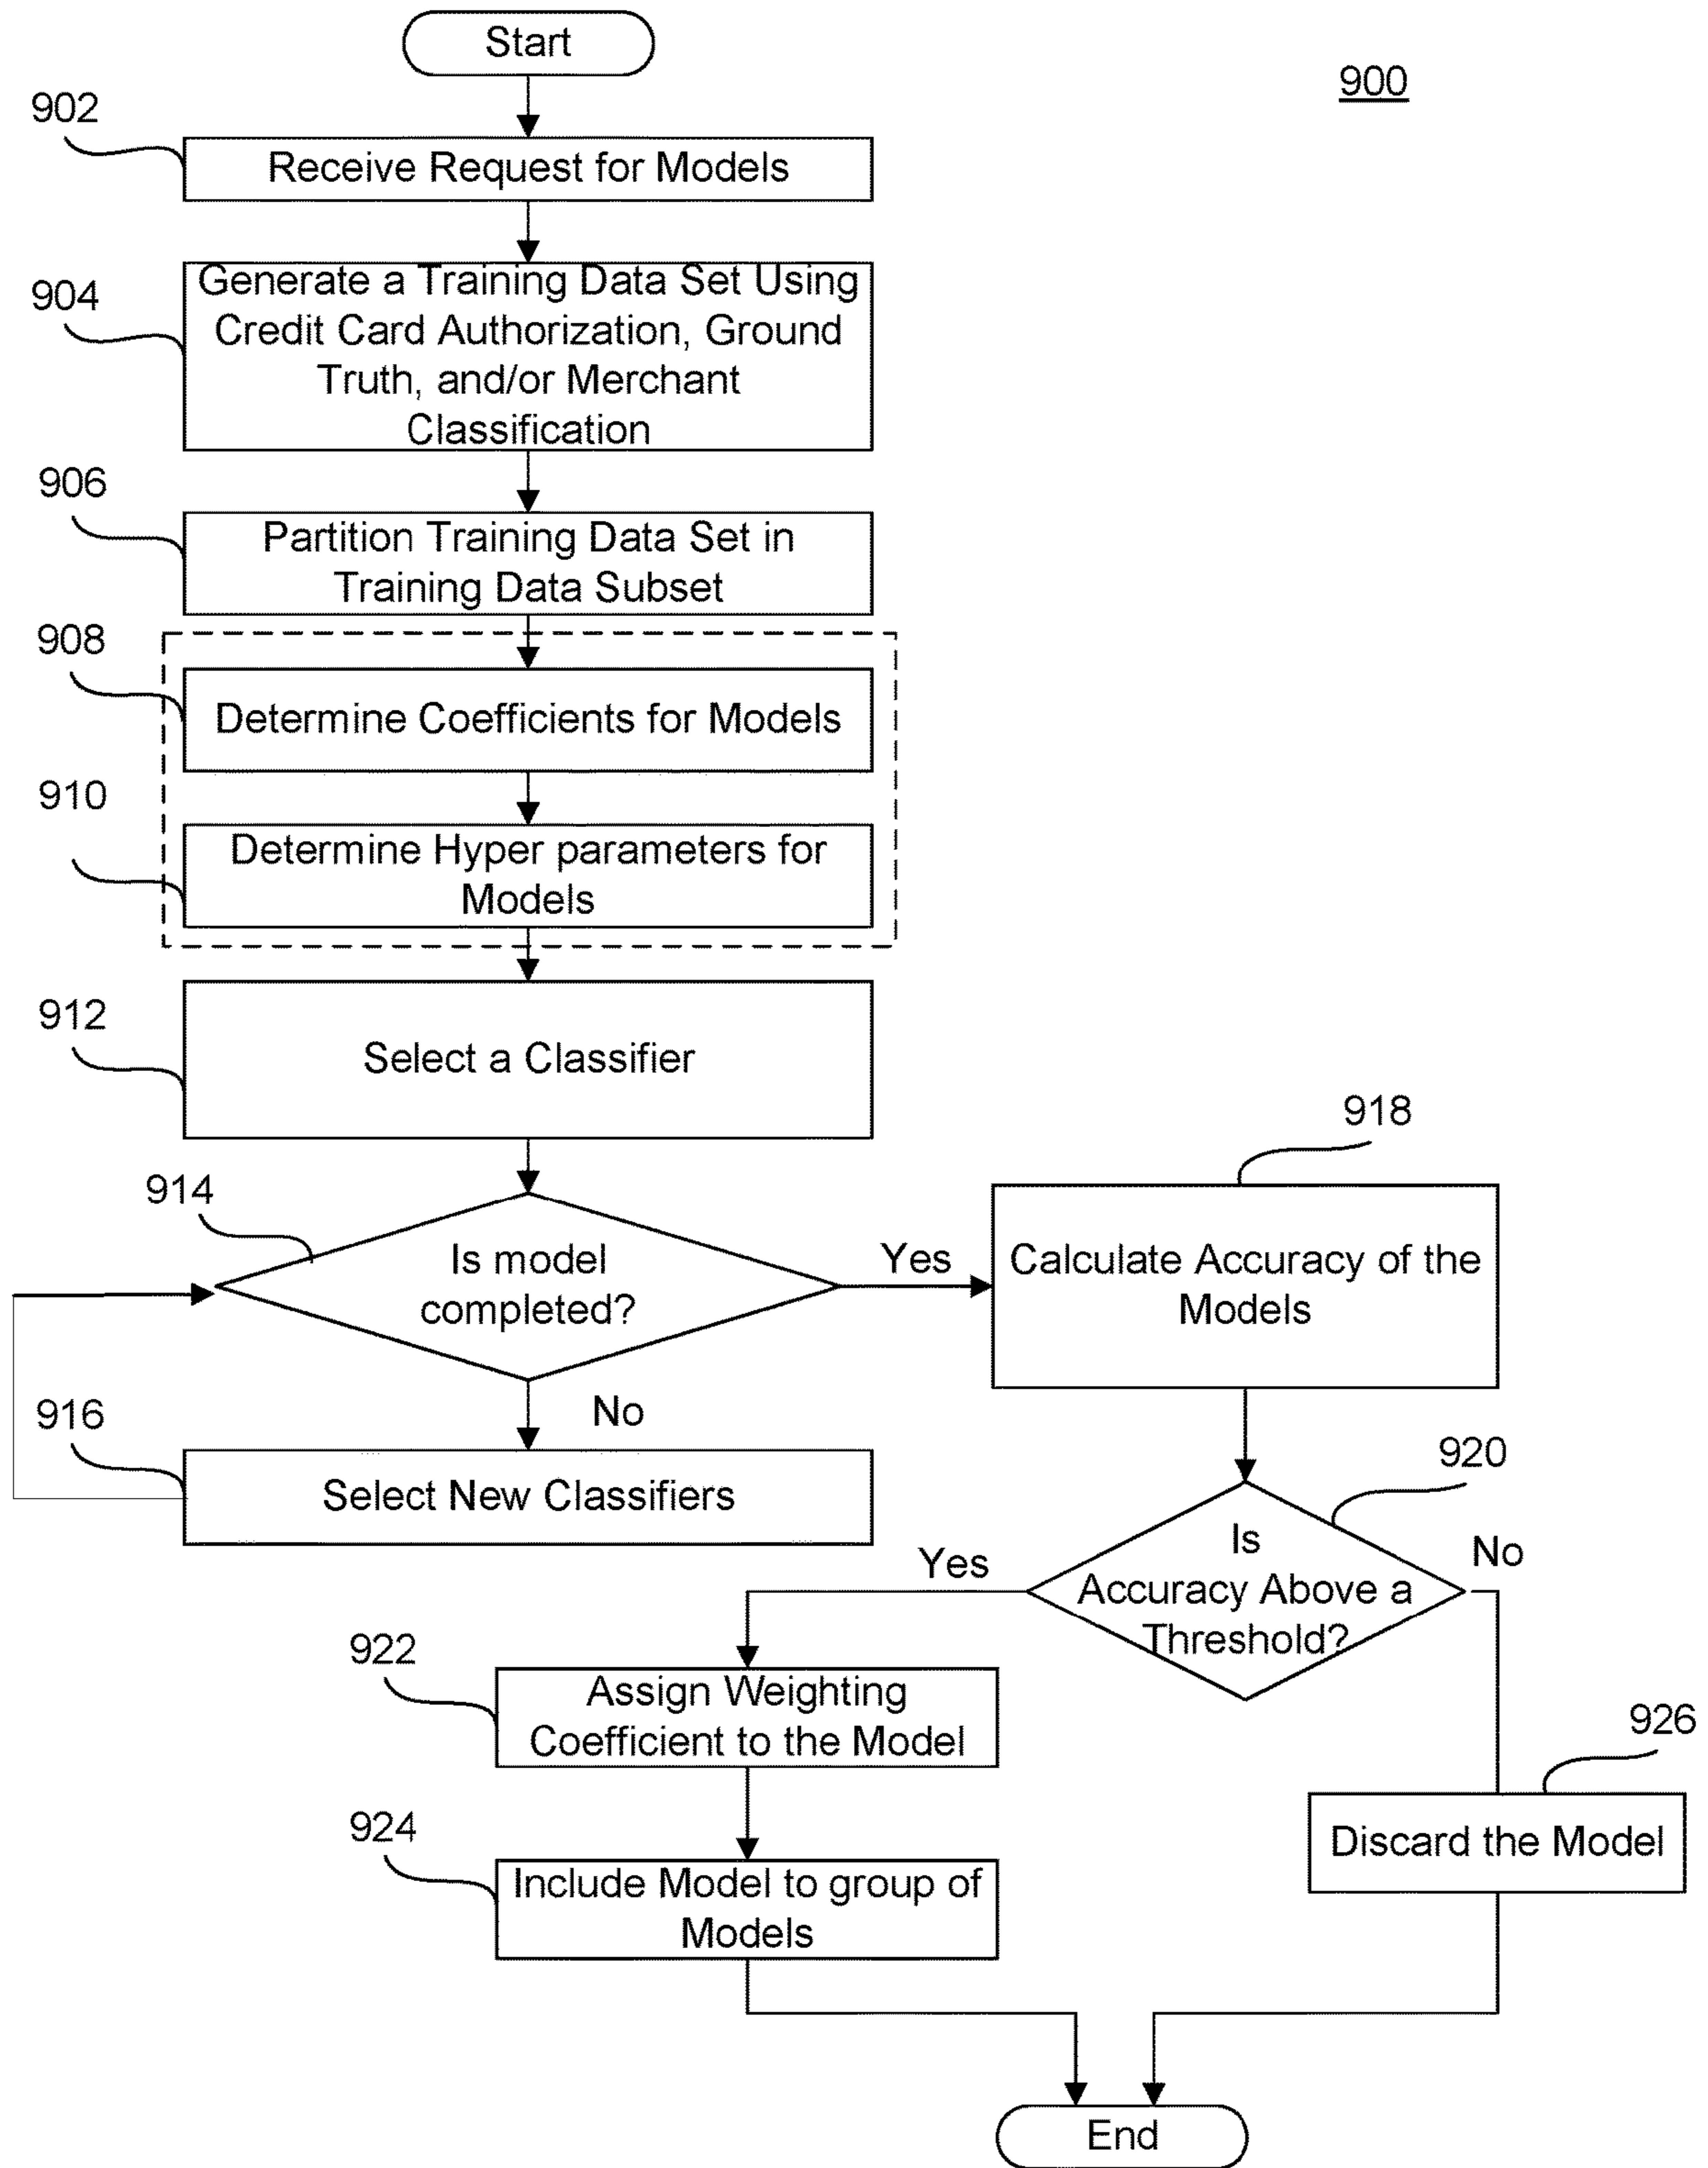 Start
900
902
Receive Request for Models
904
Generate a Training Data Set Using
Credit Card Authorization, Ground
Truth, and/or Merchant
Classification
906
Partition Training Data Set in
Training Data Subset
908
Determine Coefficients for Models
910
Determine Hyper parameters for
Models
912
Select a Classifier
914
Is model
completed?
Yes
No
916
Select New Classifiers
918
Calculate Accuracy of the
Models
920
Is
Accuracy Above a
Threshold?
Yes
No
922
Assign Weighting
Coefficient to the Model
924
Include Model to group of
Models
926
Discard the Model
End